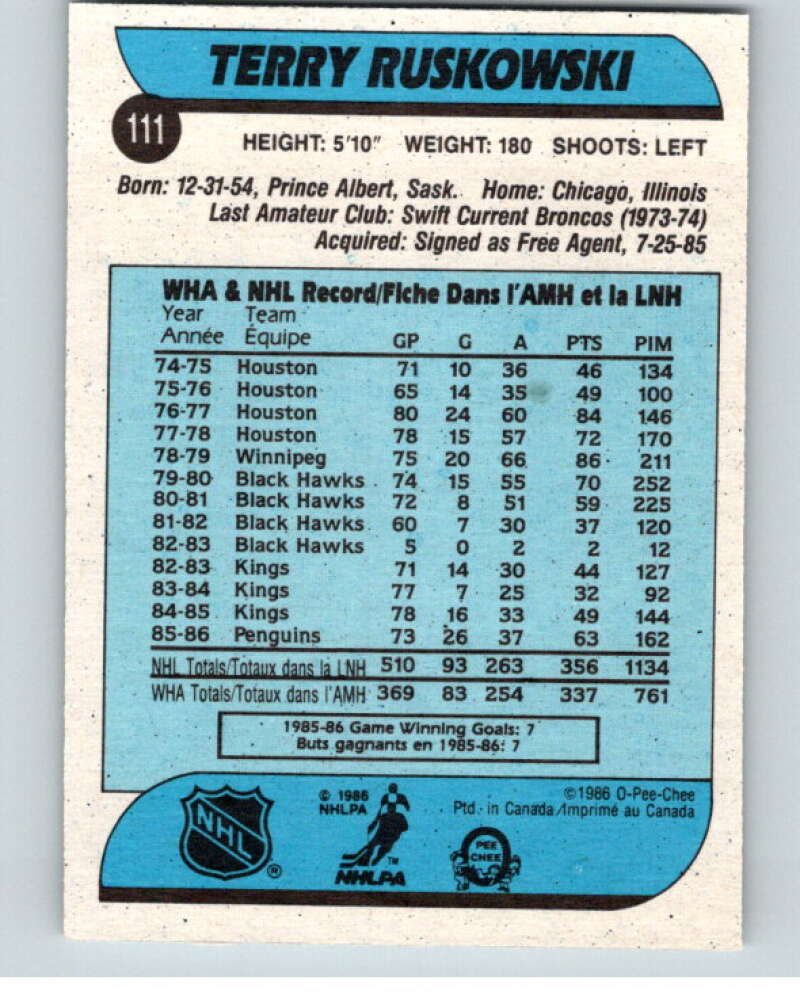 TERRY RUSKOWSKI
111
HEIGHT: 5'10" WEIGHT: 180 SHOOTS: LEFT
Born: 12-31-54, Prince Albert, Sask. Home: Chicago, Illinois
Last Amateur Club: Swift Current Broncos (1973-74)
Acquired: Signed as Free Agent, 7-25-85
WHA & NHL Record/Fiche Dans l'AMH et la LNH
Year Team
Année Équipe GP G A PTS PIM
74-75 Houston 71 10 36 46 134
75-76 Houston 65 14 35 49 100
76-77 Houston 80 24 60 84 146
77-78 Houston 78 15 57 72 170
78-79 Winnipeg 75 20 66 86 211
79-80 Black Hawks 74 15 55 70 252
80-81 Black Hawks 72 8 51 59 225
81-82 Black Hawks 60 7 30 37 120
82-83 Black Hawks 5 0 2 2 12
82-83 Kings 71 14 30 44 127
83-84 Kings 77 7 25 32 92
84-85 Kings 78 16 33 49 144
85-86 Penguins 73 26 37 63 162
NHL Totals/Totaux dans la LNH 510 93 263 356 1134
WHA Totals/Totaux dans l'AMH 369 83 254 337 761
1985-86 Game Winning Goals: 7
Buts gagnants en 1985-86: 7
NHL ®
© 1986
NHLPA
TM
NHLPA
©1986 O-Pee-Chee
Ptd. in Canada/Imprimé au Canada
PEE
CHEE